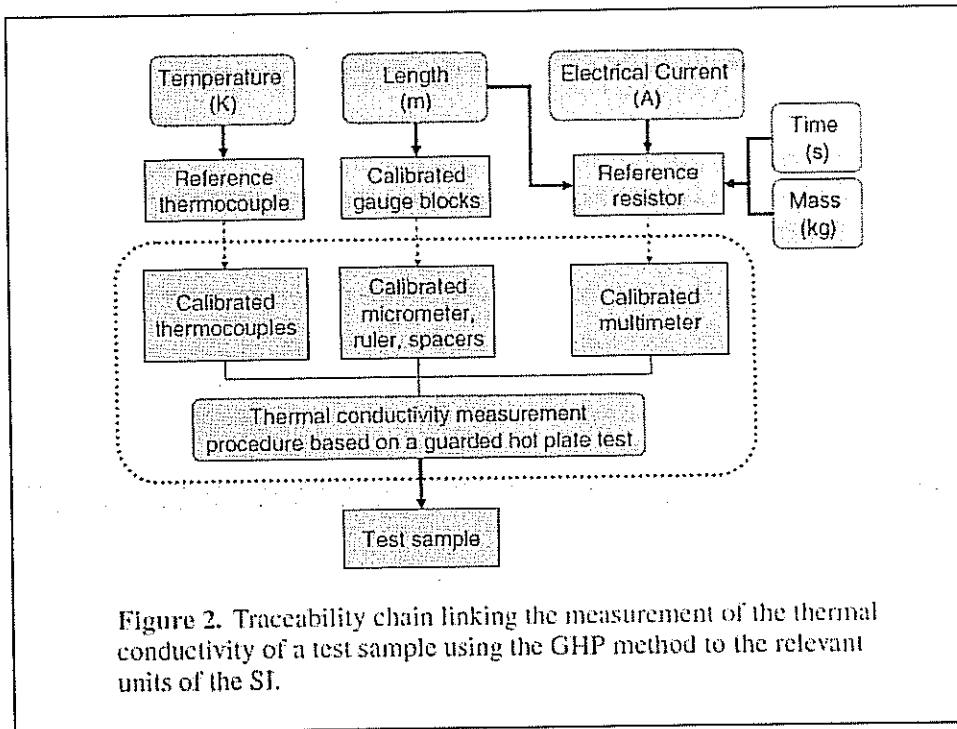 Temperature
(K)
Length
(m)
Electrical Current
(A)
Time
(s)
Mass
(kg)
Reference
thermocouple
Calibrated
gauge blocks
Reference
resistor
Calibrated
thermocouples
Calibrated
micrometer,
ruler, spacers
Calibrated
multimeter
Thermal conductivity measurement
procedure based on a guarded hot plate test
Test sample
Figure 2. Traceability chain linking the measurement of the thermal
conductivity of a test sample using the GHP method to the relevant
units of the SI.